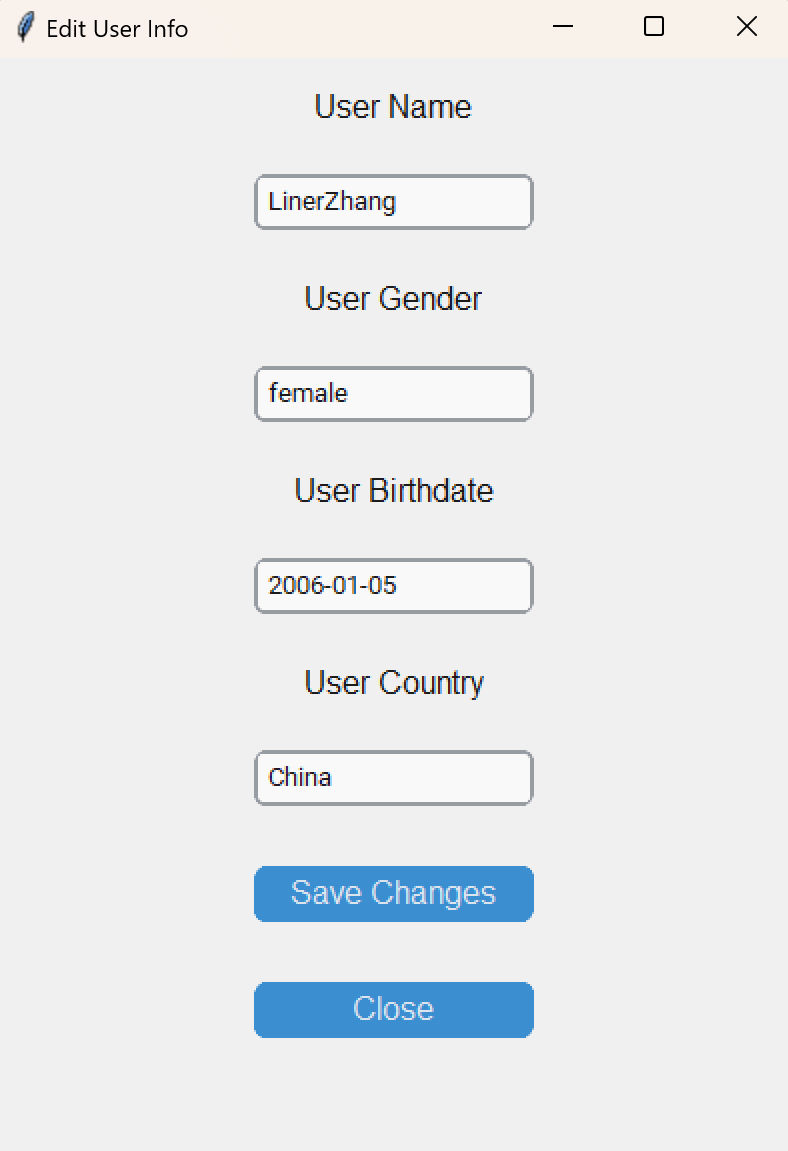 Edit User Info
User Name
LinerZhang
User Gender
female
User Birthdate
2006-01-05
User Country
China
Save Changes
Close